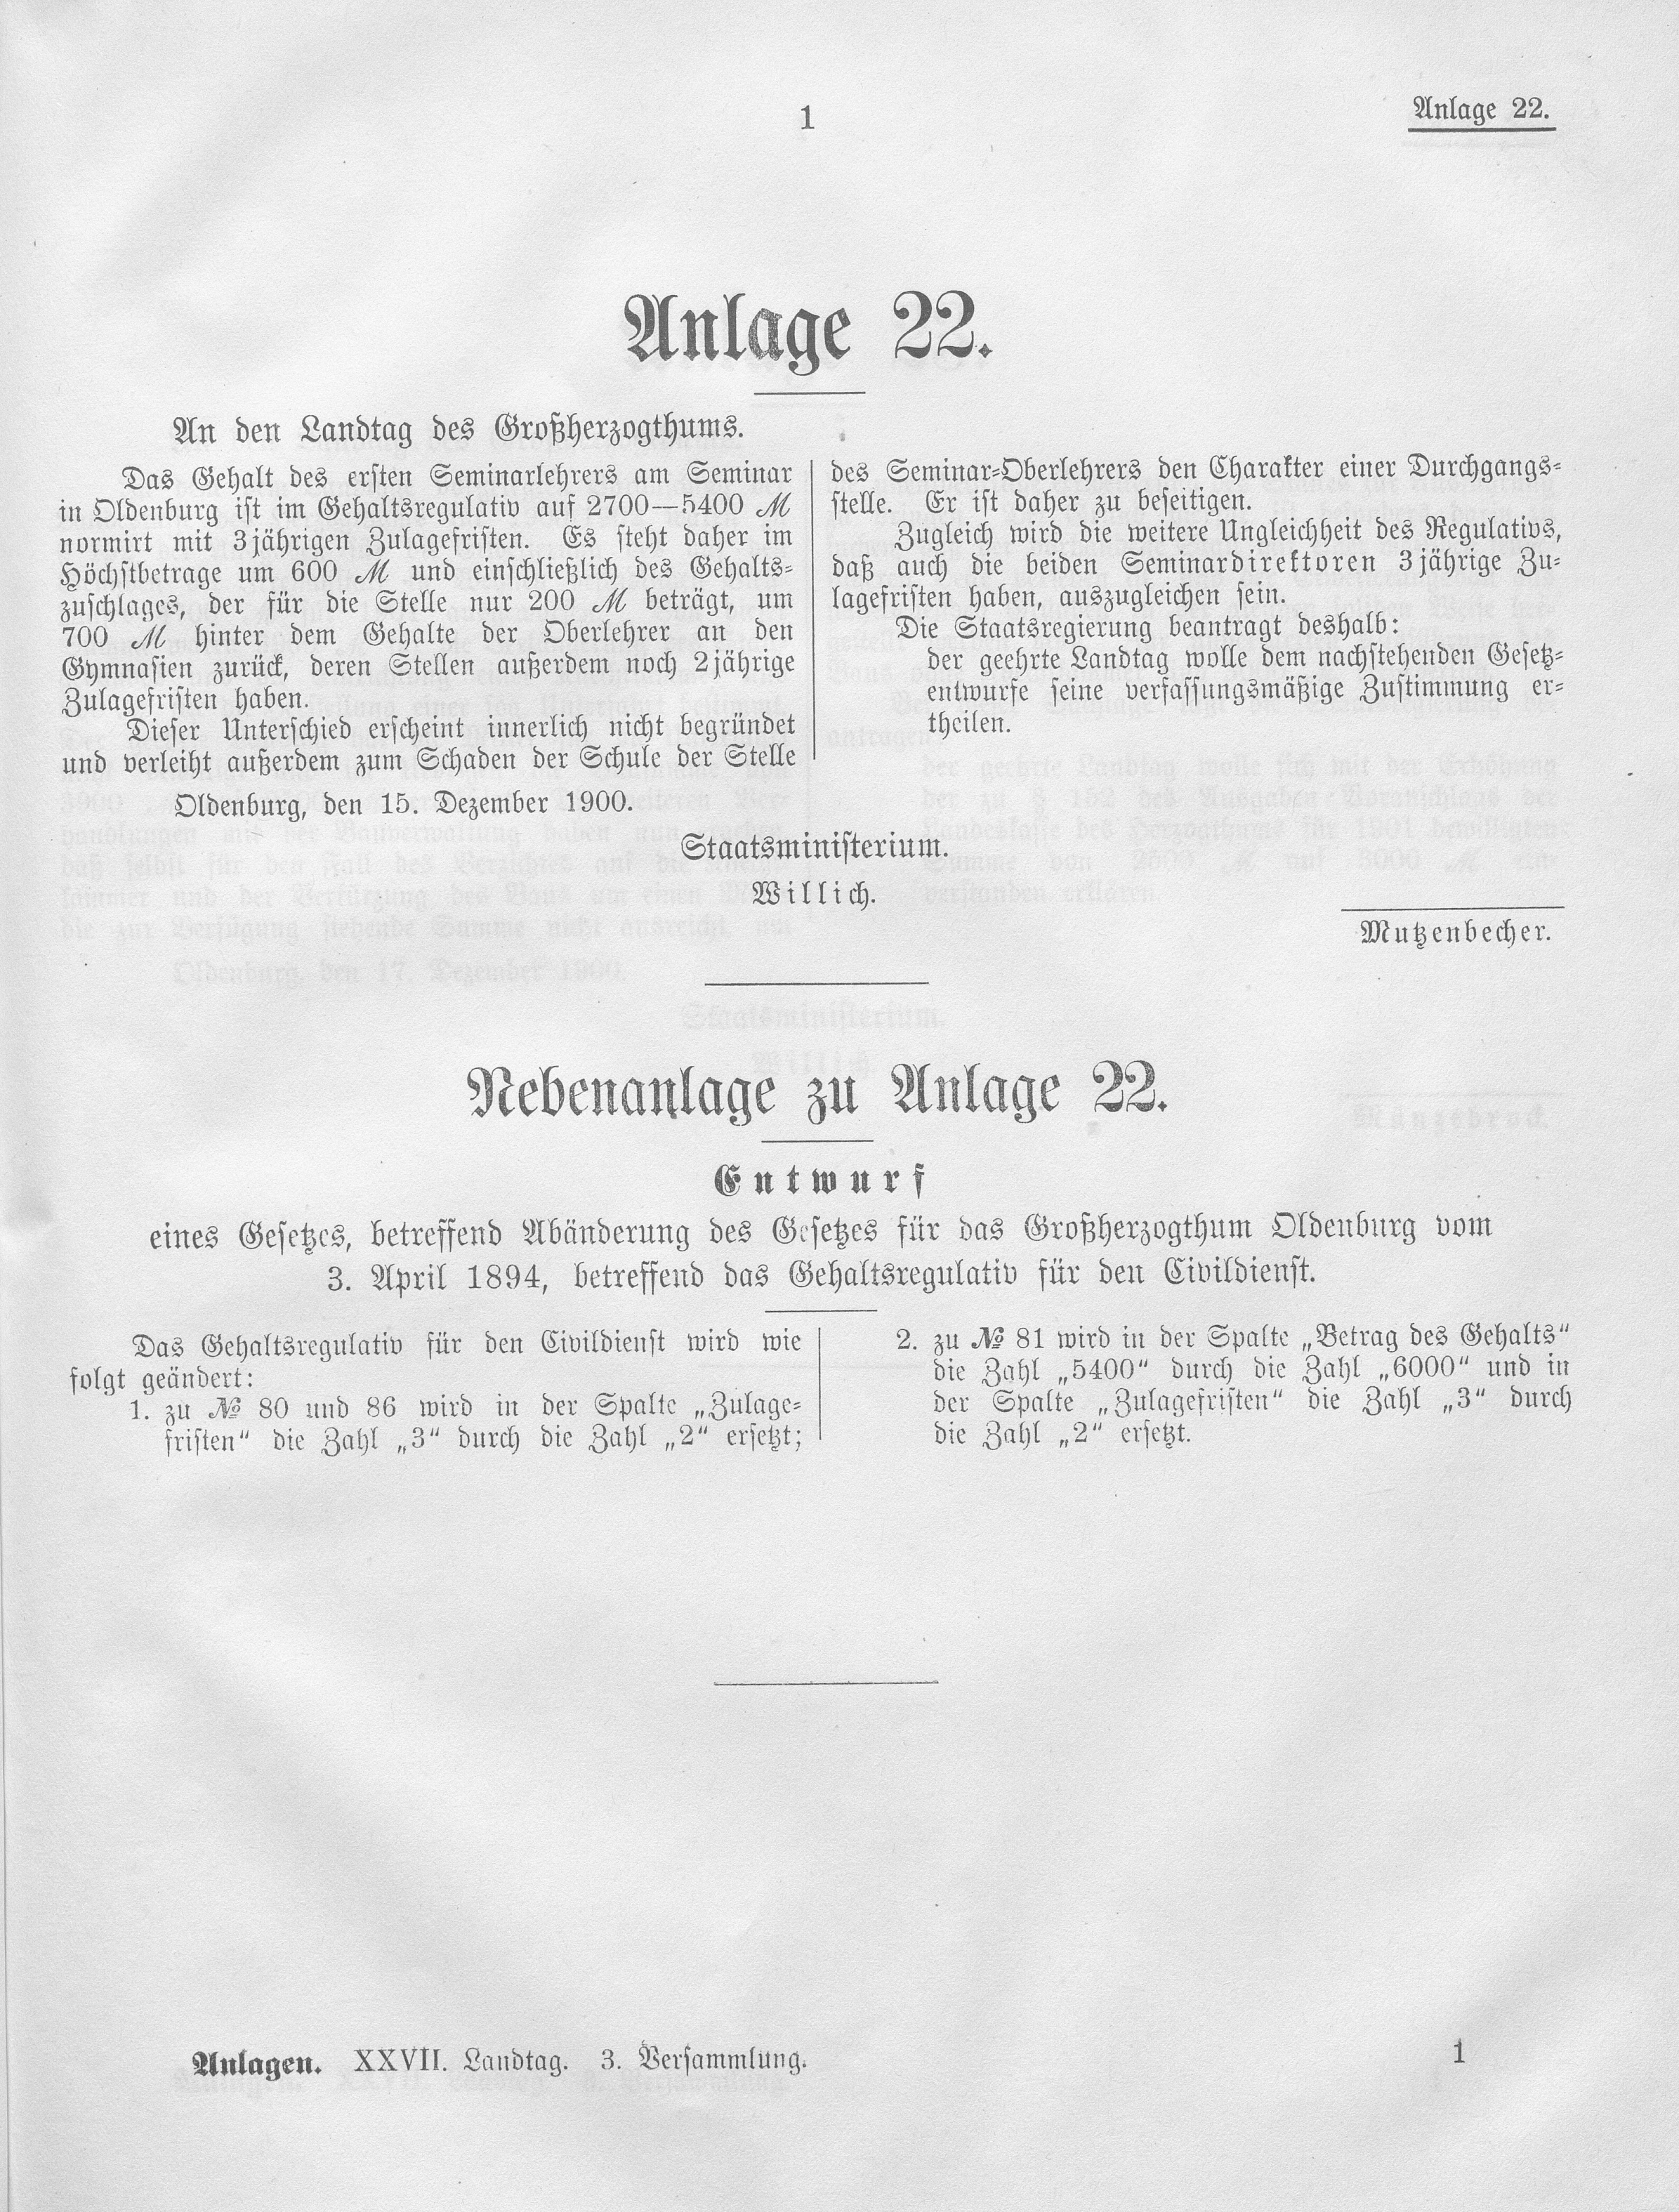 1
Anlage 22.
Anlage 22.
An den Landtag des Großherzogthums.
Das Gehalt des ersten Seminarlehrers am Seminar
in Oldenburg ist im Gehaltsregulativ auf 2700—5400 ℳ
normirt mit 3jährigen Zulagefristen. Es steht daher im
Höchstbetrage um 600 ℳ und einschließlich des Gehalts-
zuschlages, der für die Stelle nur 200 ℳ beträgt, um
700 ℳ hinter dem Gehalte der Oberlehrer an den
Gymnasien zurück, deren Stellen außerdem noch 2jährige
Zulagefristen haben.
Dieser Unterschied erscheint innerlich nicht begründet
und verleiht außerdem zum Schaden der Schule der Stelle
des Seminar-Oberlehrers den Charakter einer Durchgangs-
stelle. Er ist daher zu beseitigen.
Zugleich wird die weitere Ungleichheit des Regulativs,
daß auch die beiden Seminardirektoren 3jährige Zu-
lagefristen haben, auszugleichen sein.
Die Staatsregierung beantragt deshalb:
der geehrte Landtag wolle dem nachstehenden Gesetz-
entwurfe seine verfassungsmäßige Zustimmung er-
theilen.
Oldenburg, den 15. Dezember 1900.
Staatsministerium.
Willich.
Mutzenbecher.
Nebenanlage zu Anlage 22.
Entwurf
eines Gesetzes, betreffend Abänderung des Gesetzes für das Großherzogthum Oldenburg vom
3. April 1894, betreffend das Gehaltsregulativ für den Civildienst.
Das Gehaltsregulativ für den Civildienst wird wie
folgt geändert:
1. zu № 80 und 86 wird in der Spalte „Zulage-
fristen“ die Zahl „3“ durch die Zahl „2“ ersetzt;
2. zu № 81 wird in der Spalte „Betrag des Gehalts“
die Zahl „5400“ durch die Zahl „6000“ und in
der Spalte „Zulagefristen“ die Zahl „3“ durch
die Zahl „2“ ersetzt.
Anlagen. XXVII. Landtag. 3. Versammlung.
1